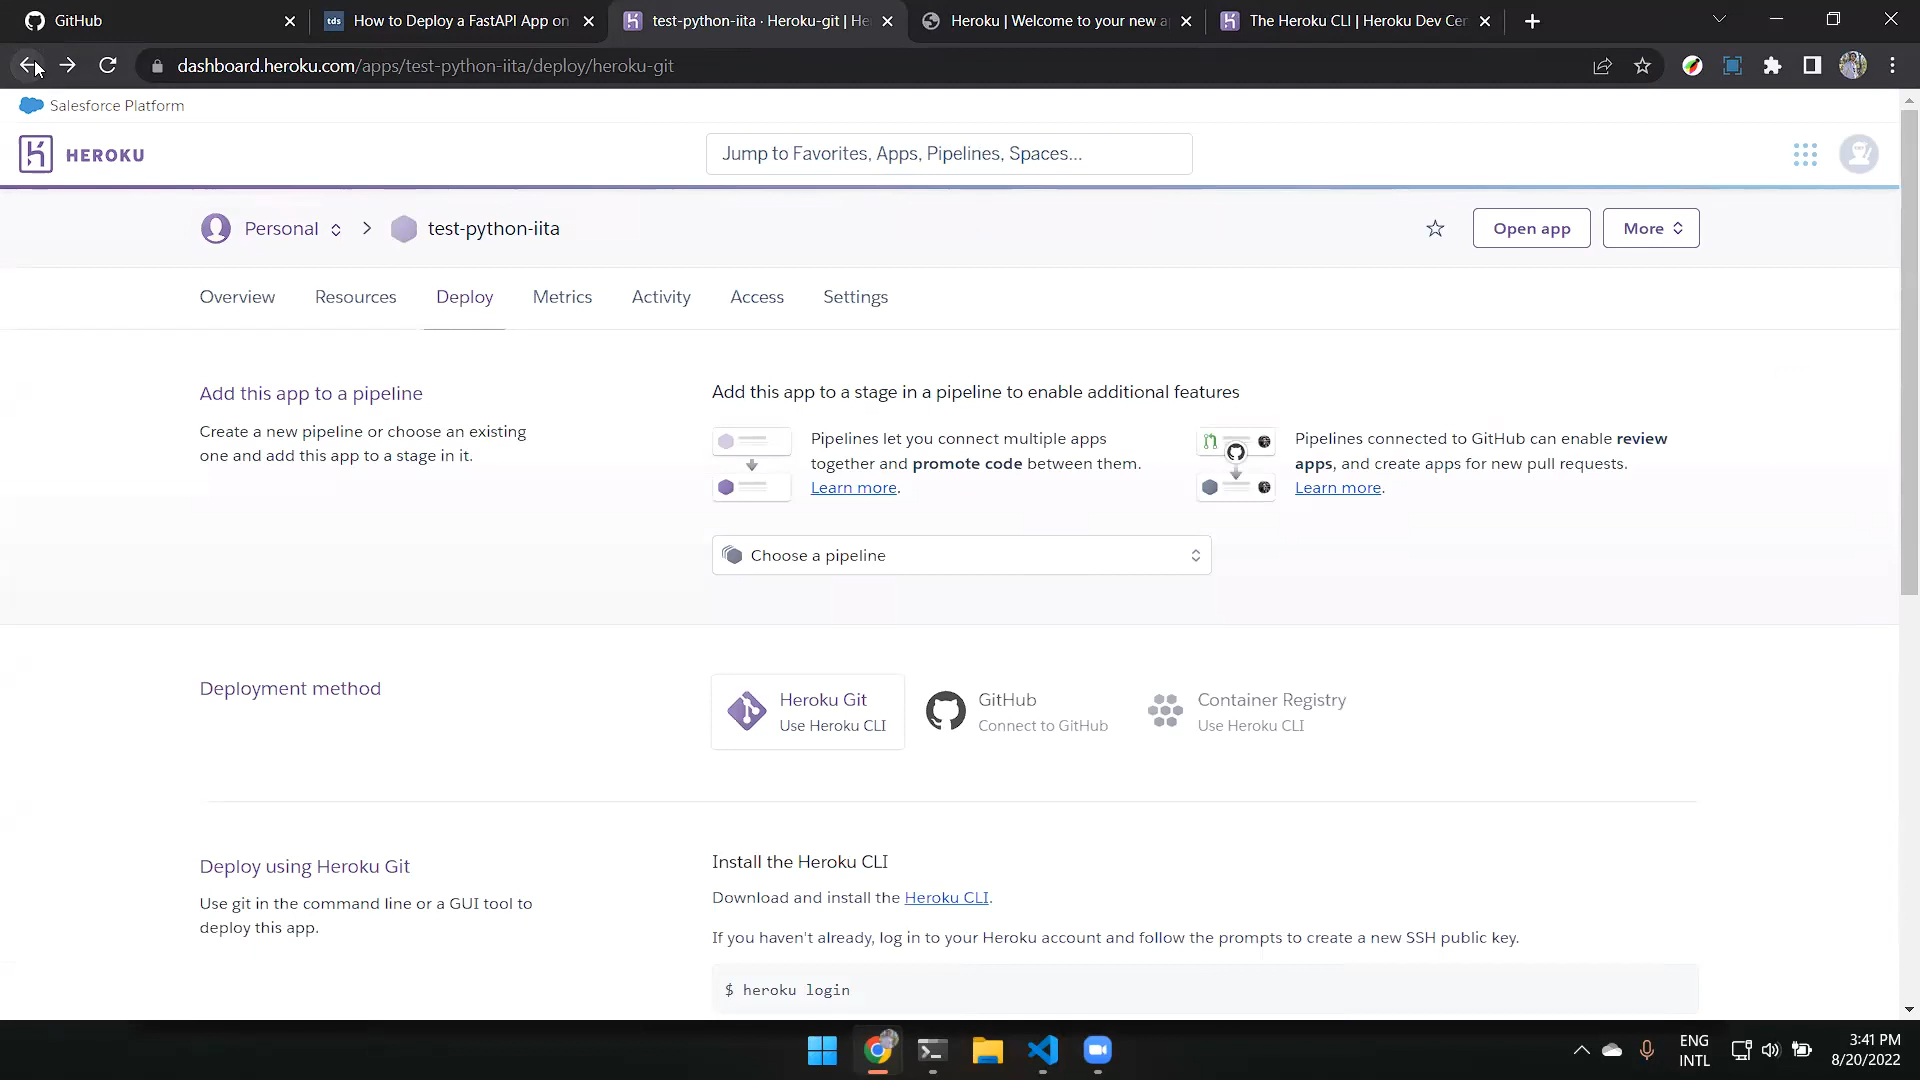 GitHub
tds How to Deploy a FastAPI App on
test-python-iita · Heroku-git | He
Heroku | Welcome to your new a
The Heroku CLI | Heroku Dev Cen
dashboard.heroku.com/apps/test-python-iita/deploy/heroku-git
Salesforce Platform
HEROKU
Jump to Favorites, Apps, Pipelines, Spaces...
Personal
test-python-iita
Open app
More
Overview
Resources
Deploy
Metrics
Activity
Access
Settings
Add this app to a pipeline
Create a new pipeline or choose an existing
one and add this app to a stage in it.
Add this app to a stage in a pipeline to enable additional features
Pipelines let you connect multiple apps
together and promote code between them.
Learn more.
Pipelines connected to GitHub can enable review
apps, and create apps for new pull requests.
Learn more.
Choose a pipeline
Deployment method
Heroku Git
Use Heroku CLI
GitHub
Connect to GitHub
Container Registry
Use Heroku CLI
Deploy using Heroku Git
Use git in the command line or a GUI tool to
deploy this app.
Install the Heroku CLI
Download and install the Heroku CLI.
If you haven't already, log in to your Heroku account and follow the prompts to create a new SSH public key.
$ heroku login
ENG
INTL
3:41 PM
8/20/2022